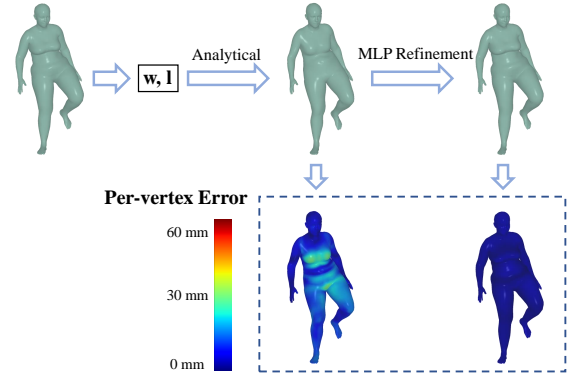 Analytical
MLP Refinement
w, l
Per-vertex Error
60 mm
30 mm
0 mm